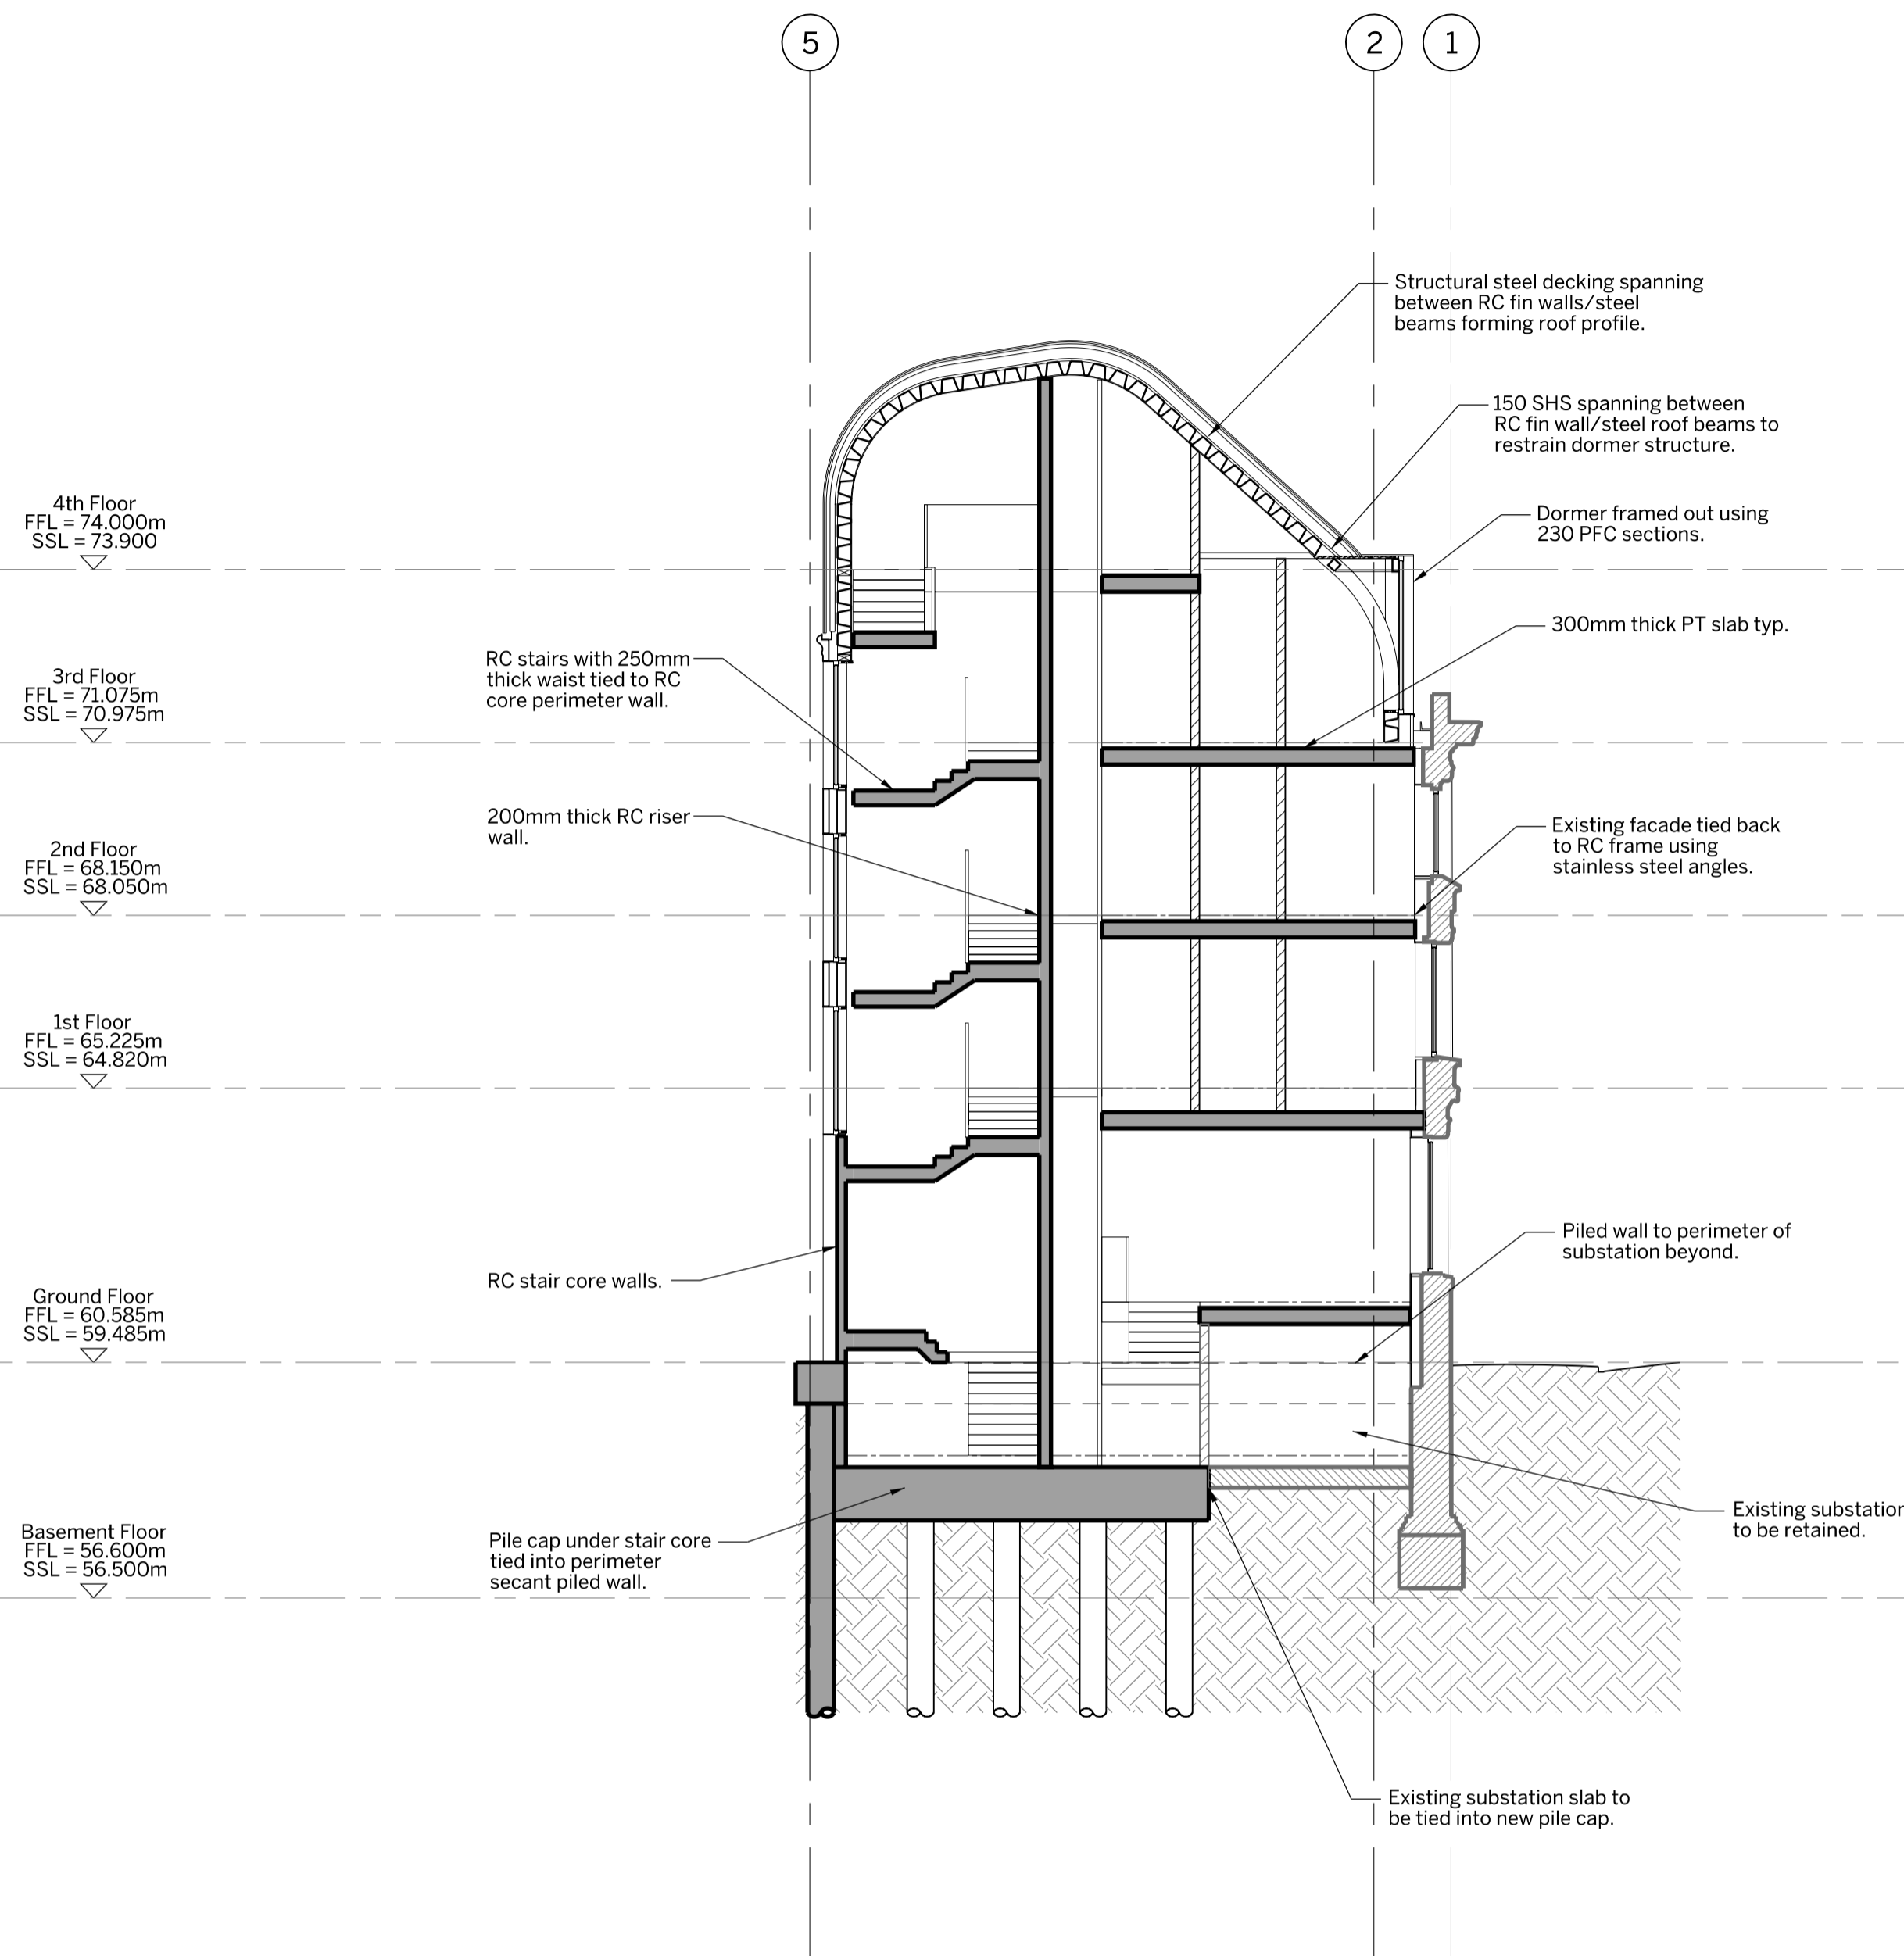 5
2
1
Structural steel decking spanning
between RC fin walls/steel
beams forming roof profile.
150 SHS spanning between
RC fin wall/steel roof beams to
restrain dormer structure.
4th Floor
FFL = 74.000m
SSL = 73.900
Dormer framed out using
230 PFC sections.
300mm thick PT slab typ.
RC stairs with 250mm
thick waist tied to RC
core perimeter wall.
3rd Floor
FFL = 71.075m
SSL = 70.975m
200mm thick RC riser
wall.
Existing facade tied back
to RC frame using
stainless steel angles.
2nd Floor
FFL = 68.150m
SSL = 68.050m
1st Floor
FFL = 65.225m
SSL = 64.820m
Piled wall to perimeter of
substation beyond.
RC stair core walls.
Ground Floor
FFL = 60.585m
SSL = 59.485m
Existing substation
to be retained.
Basement Floor
FFL = 56.600m
SSL = 56.500m
Pile cap under stair core
tied into perimeter
secant piled wall.
Existing substation slab to
be tied into new pile cap.